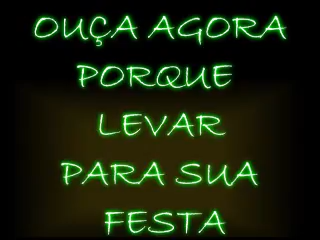 OUÇA AGORA
PORQUE
LEVAR
PARA SUA
FESTA